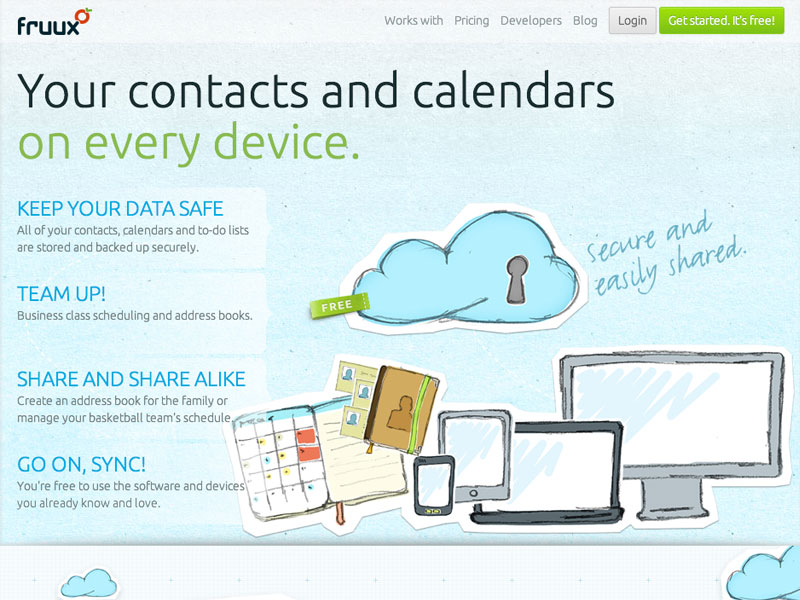 fruux
Works with Pricing Developers Blog Login Get started. It's free!
Your contacts and calendars
on every device.
KEEP YOUR DATA SAFE
All of your contacts, calendars and to-do lists
are stored and backed up securely.
TEAM UP!
Business class scheduling and address books.
SHARE AND SHARE ALIKE
Create an address book for the family or
manage your basketball team's schedule.
GO ON, SYNC!
You're free to use the software and devices
you already know and love.
FREE
secure and
easily shared.